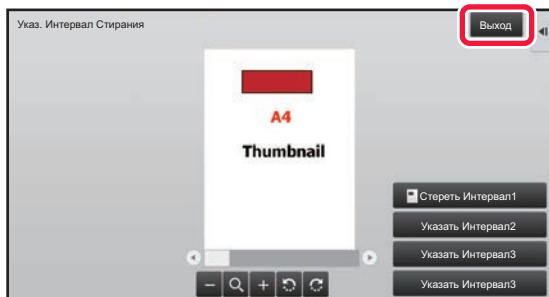 Указ. Интервал Стирания
Выход
A4
Thumbnail
Стереть Интервал1
Указать Интервал2
Указать Интервал3
Указать Интервал3